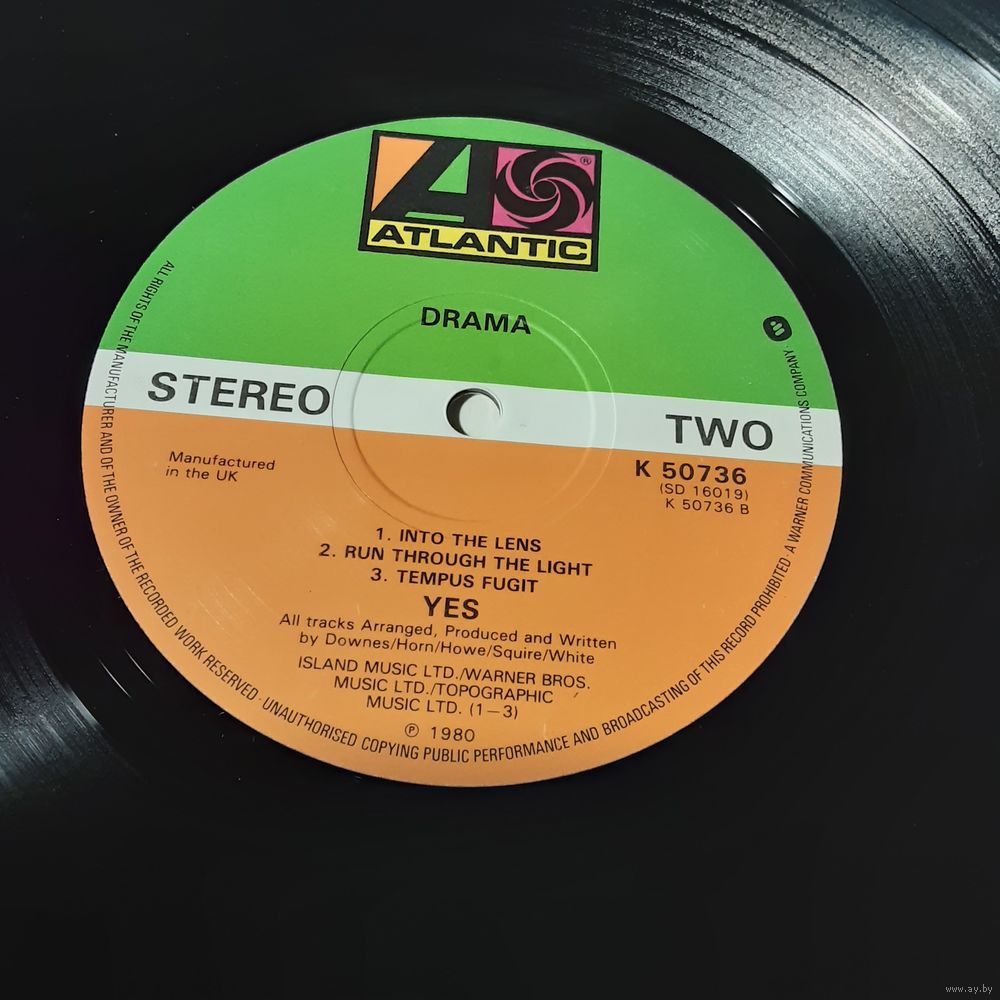 ATLANTIC
®
DRAMA
STEREO
TWO
Manufactured
in the UK
K 50736
(SD 16019)
K 50736 B
1. INTO THE LENS
2. RUN THROUGH THE LIGHT
3. TEMPUS FUGIT
YES
All tracks Arranged, Produced and Written
by Downes/Horn/Howe/Squire/White
ISLAND MUSIC LTD./WARNER BROS.
MUSIC LTD./TOPOGRAPHIC
MUSIC LTD. (1—3)
℗ 1980
ALL RIGHTS OF THE MANUFACTURER AND OF THE OWNER OF THE RECORDED WORK RESERVED · UNAUTHORISED COPYING PUBLIC PERFORMANCE AND BROADCASTING OF THIS RECORD PROHIBITED · A WARNER COMMUNICATIONS COMPANY ·
www.ay.by